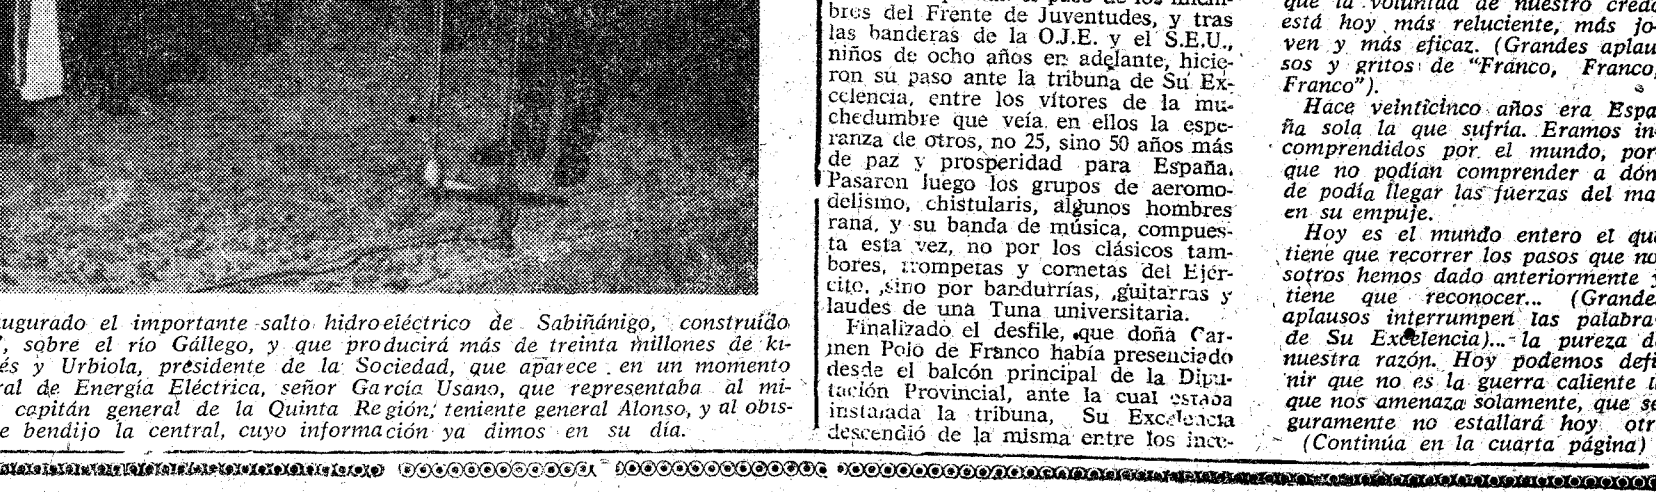 ugurado el importante salto hidroeléctrico de Sabiñánigo, construído
sobre el río Gállego, y que producirá más de treinta millones de ki-
és y Urbiola, presidente de la Sociedad, que aparece en un momento
ral de Energía Eléctrica, señor García Usano, que representaba al mi-
capitán general de la Quinta Región, teniente general Alonso, y al obis-
e bendijo la central, cuyo información ya dimos en su día.
bros del Frente de Juventudes, y tras
las banderas de la O.J.E. y el S.E.U.,
niños de ocho años en adelante, hicie-
ron su paso ante la tribuna de Su Ex-
celencia, entre los vítores de la mu-
chedumbre que veía en ellos la espe-
ranza de otros, no 25, sino 50 años más
de paz y prosperidad para España.
Pasaron luego los grupos de aeromo-
delismo, chistularis, algunos hombres
rana, y su banda de música, compues-
ta esta vez, no por los clásicos tam-
bores, trompetas y cornetas del Ejér-
cito, sino por bandurrias, guitarras y
laudes de una Tuna universitaria.
Finalizado el desfile, que doña Car-
men Polo de Franco había presenciado
desde el balcón principal de la Dipu-
tación Provincial, ante la cual estaba
instalada la tribuna, Su Excelencia
descendió de la misma entre los ince-
que la voluntad de nuestro credo
está hoy más reluciente, más jo-
ven y más eficaz. (Grandes aplau-
sos y gritos de "Franco, Franco,
Franco").
Hace veinticinco años era Espa-
ña sola la que sufría. Eramos in-
comprendidos por el mundo, por-
que no podían comprender a dón-
de podía llegar las fuerzas del ma
en su empuje.
Hoy es el mundo entero el que
tiene que recorrer los pasos que no-
sotros hemos dado anteriormente y
tiene que reconocer... (Grandes
aplausos interrumpen las palabra
de Su Excelencia)... la pureza de
nuestra razón. Hoy podemos defi-
nir que no es la guerra caliente l
que nos amenaza solamente, que se-
guramente no estallará hoy otr
(Continúa en la cuarta página)